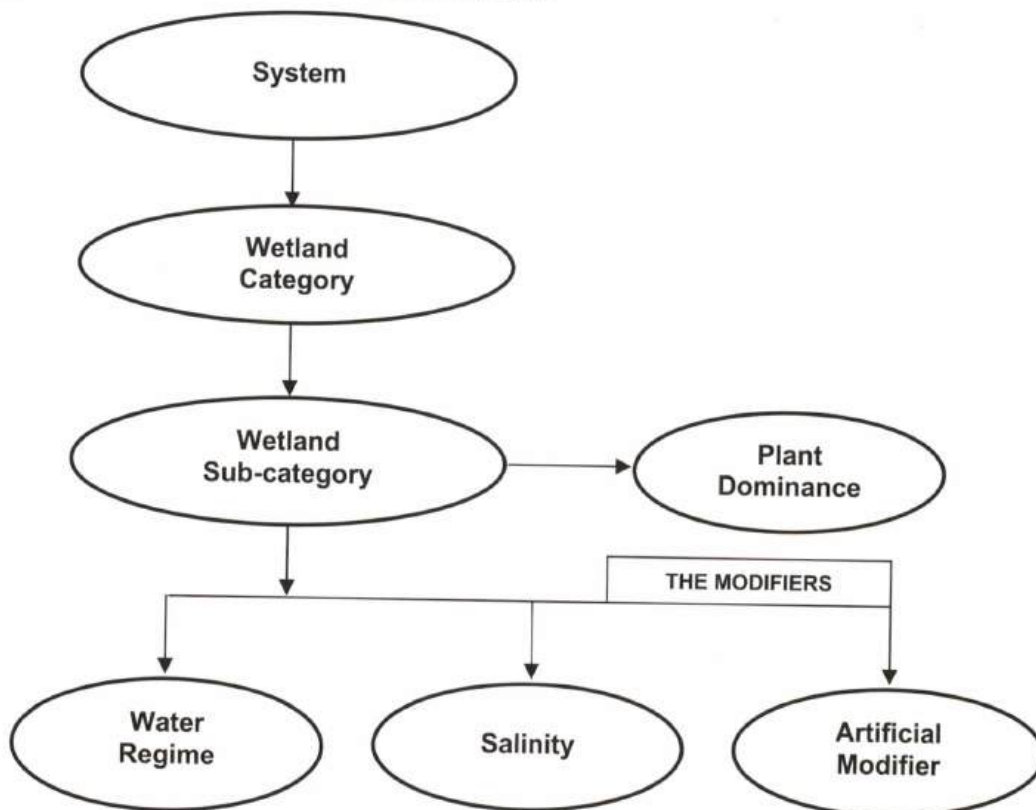 System
Wetland
Category
Wetland
Sub-category
Plant
Dominance
THE MODIFIERS
Water
Regime
Salinity
Artificial
Modifier